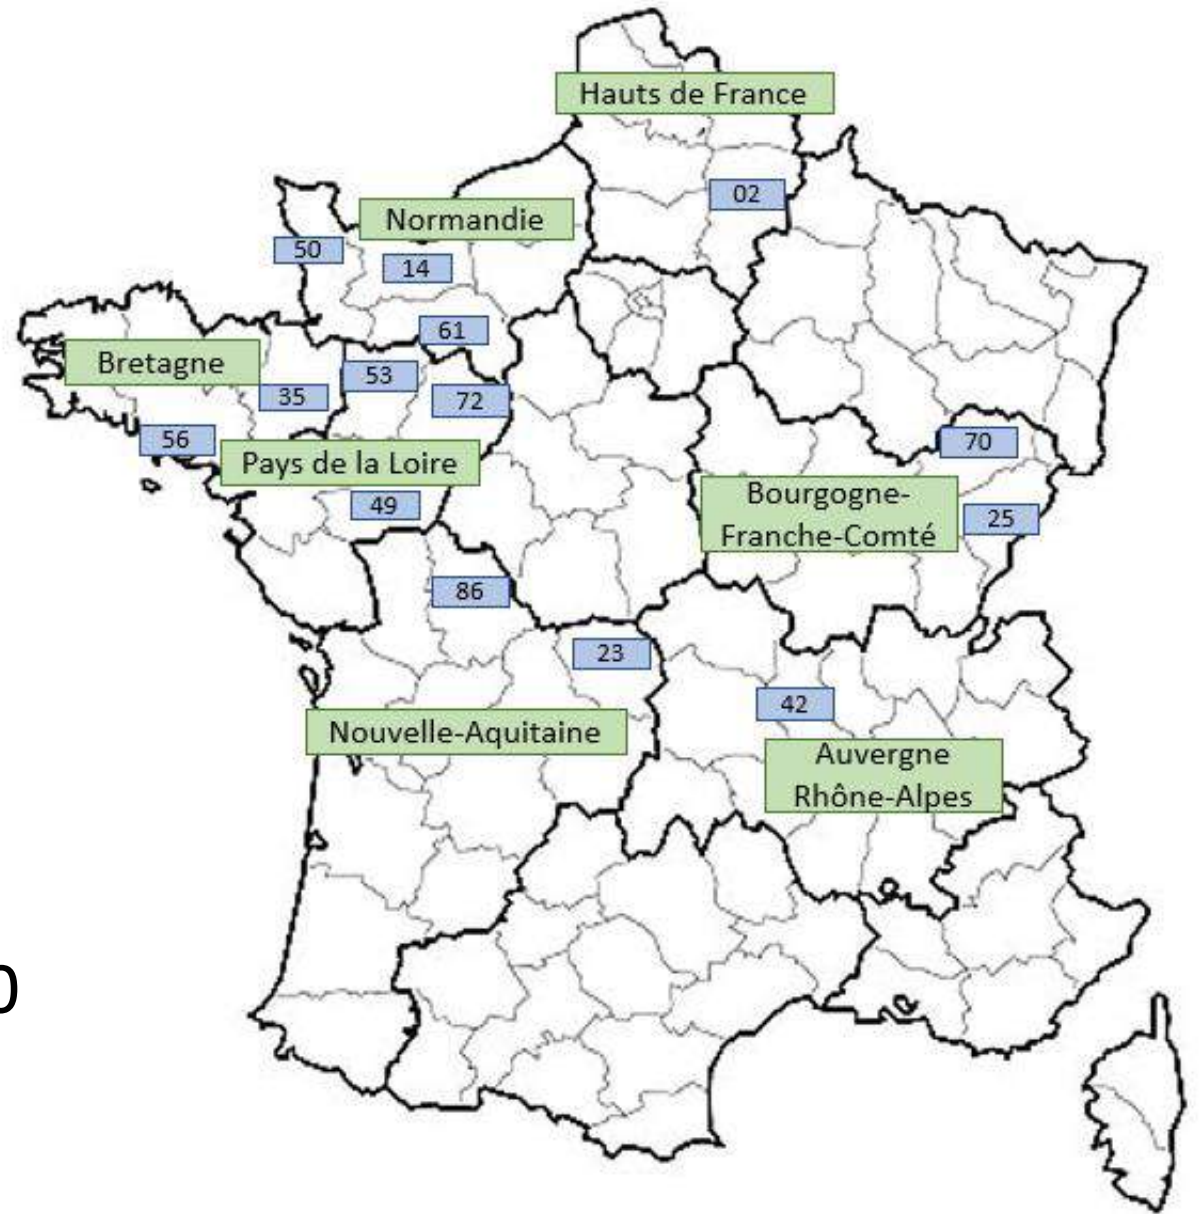 Hauts de France
02
Normandie
50
14
61
Bretagne
53
35
72
56
70
Pays de la Loire
49
Bourgogne-
Franche-Comté
25
86
23
42
Nouvelle-Aquitaine
Auvergne
Rhône-Alpes
0